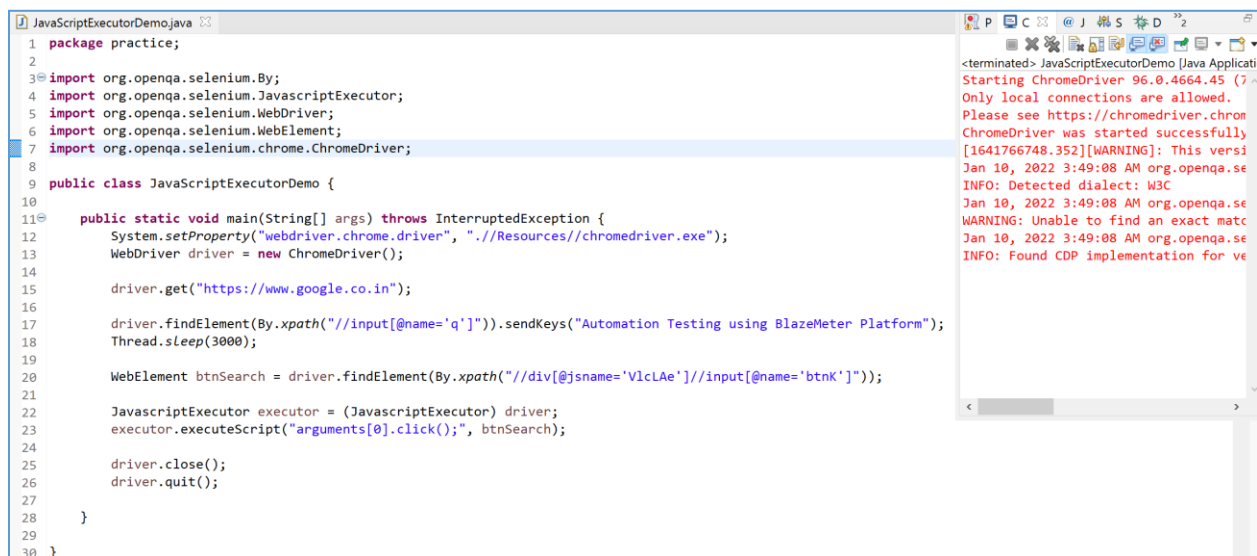 JavaScriptExecutorDemo.java
1 package practice;
2
3 import org.openqa.selenium.By;
4 import org.openqa.selenium.JavascriptExecutor;
5 import org.openqa.selenium.WebDriver;
6 import org.openqa.selenium.WebElement;
7 import org.openqa.selenium.chrome.ChromeDriver;
8
9 public class JavaScriptExecutorDemo {
10
11 public static void main(String[] args) throws InterruptedException {
12 System.setProperty("webdriver.chrome.driver", ".//Resources//chromedriver.exe");
13 WebDriver driver = new ChromeDriver();
14
15 driver.get("https://www.google.co.in");
16
17 driver.findElement(By.xpath("//input[@name='q']")).sendKeys("Automation Testing using BlazeMeter Platform");
18 Thread.sleep(3000);
19
20 WebElement btnSearch = driver.findElement(By.xpath("//div[@jsname='VlcLAe']//input[@name='btnK']"));
21
22 JavascriptExecutor executor = (JavascriptExecutor) driver;
23 executor.executeScript("arguments[0].click();", btnSearch);
24
25 driver.close();
26 driver.quit();
27
28 }
29
30 }
P C @ J S D "2
<terminated> JavaScriptExecutorDemo [Java Applicati
Starting ChromeDriver 96.0.4664.45 (7
Only local connections are allowed.
Please see https://chromedriver.chrom
ChromeDriver was started successfully
[1641766748.352][WARNING]: This versi
Jan 10, 2022 3:49:08 AM org.openqa.se
INFO: Detected dialect: W3C
Jan 10, 2022 3:49:08 AM org.openqa.se
WARNING: Unable to find an exact matc
Jan 10, 2022 3:49:08 AM org.openqa.se
INFO: Found CDP implementation for ve